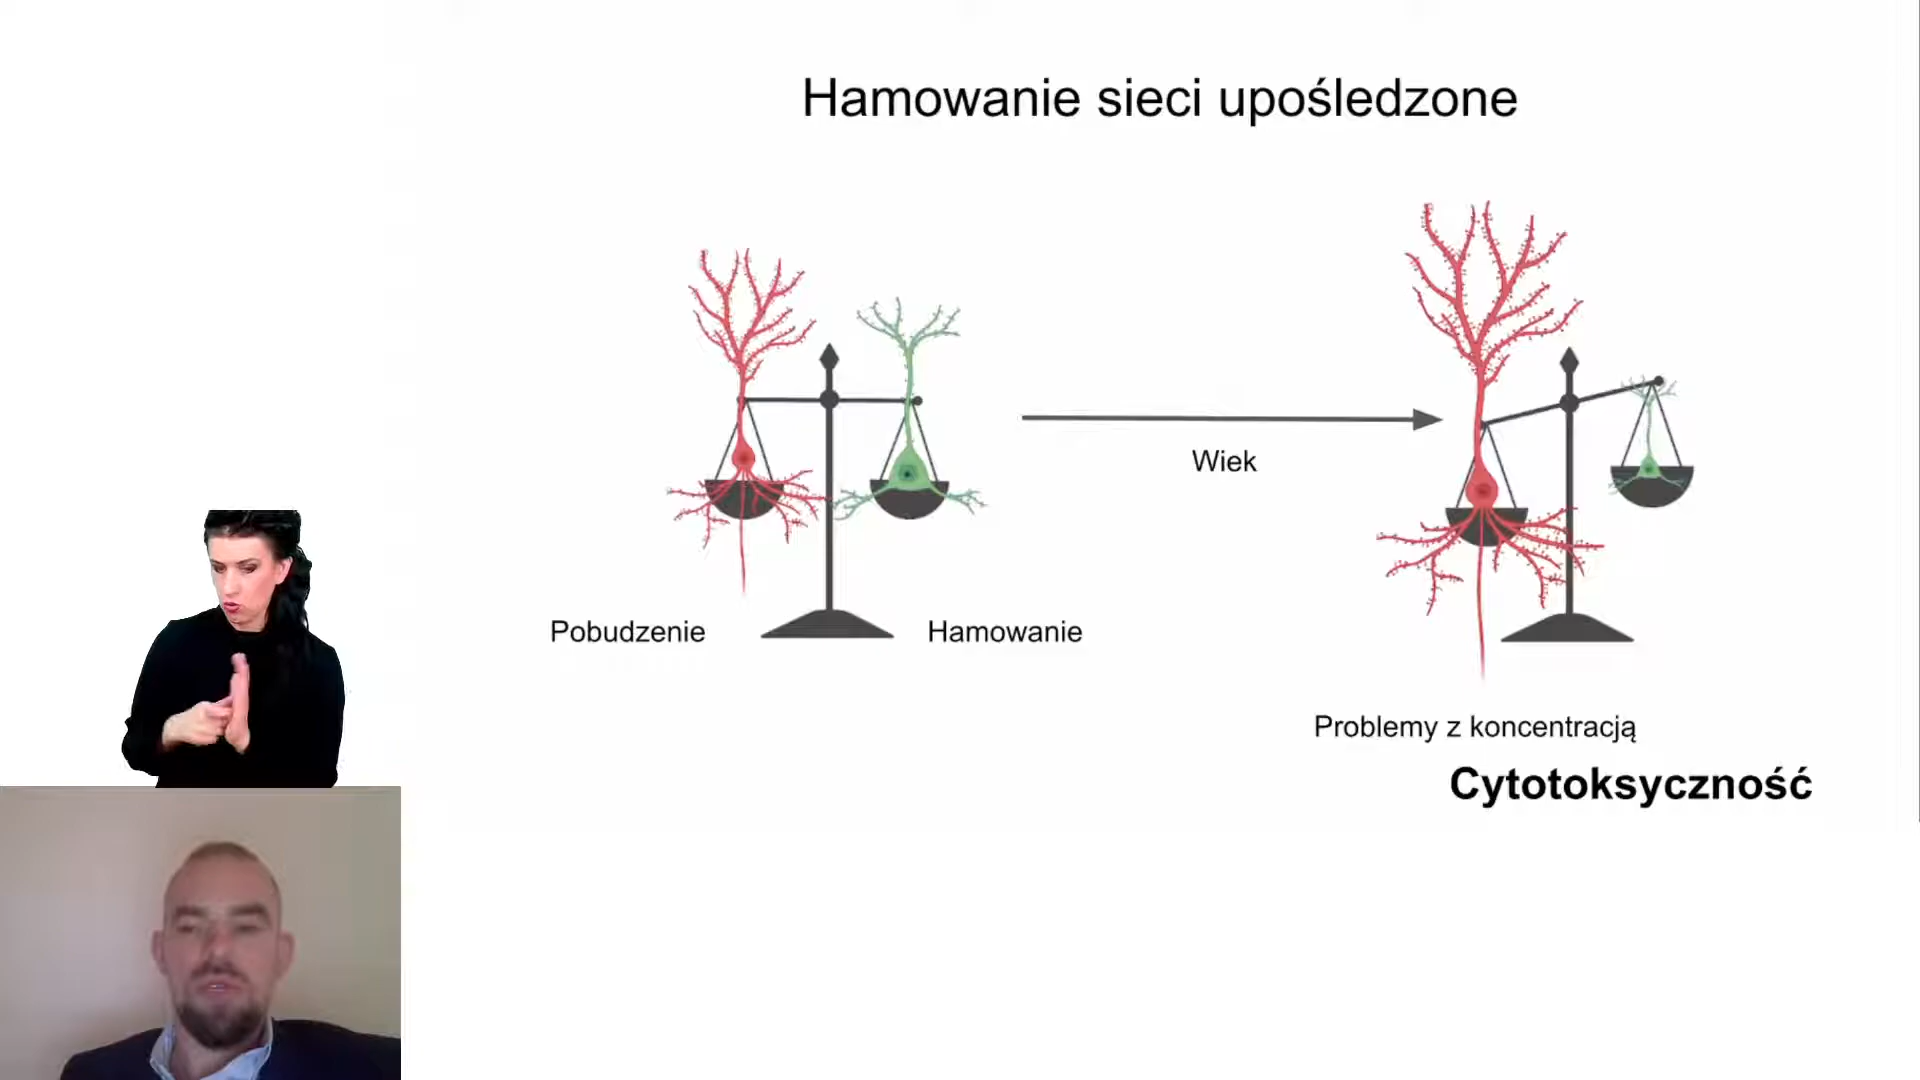 Hamowanie sieci upośledzone
Wiek
Pobudzenie
Hamowanie
Problemy z koncentracją
Cytotoksyczność